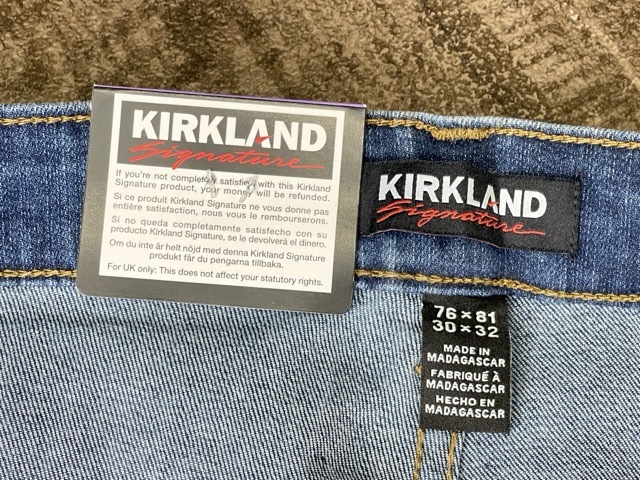 KIRKLAND
Signature
If you're not completely satisfied with this Kirkland
Signature product, your money will be refunded.
Si ce produit Kirkland Signature ne vous donne pas
entière satisfaction, nous vous le rembourserons.
Si no queda completamente satisfecho con su
producto Kirkland Signature, se le devolverá el dinero.
Om du inte är helt nöjd med denna Kirkland Signature
produkt får du pengarna tillbaka.
For UK only: This does not affect your statutory rights.
KIRKLAND
Signature
76 × 81
30 × 32
MADE IN
MADAGASCAR
FABRIQUÉ À
MADAGASCAR
HECHO EN
MADAGASCAR